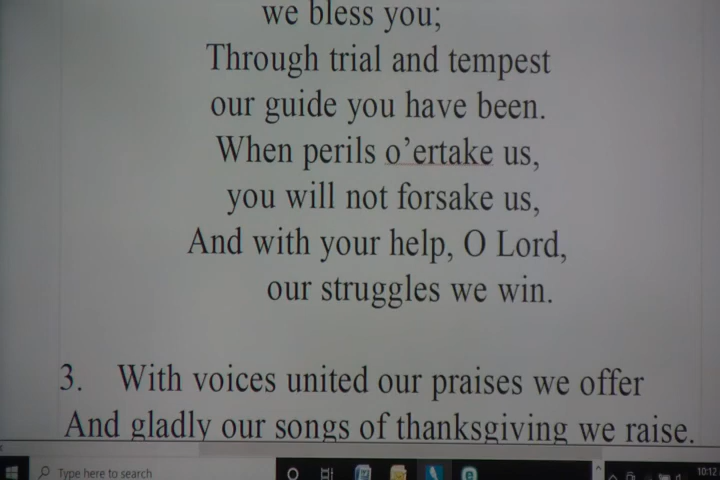 we bless you;
Through trial and tempest
our guide you have been.
When perils o’ertake us,
you will not forsake us,
And with your help, O Lord,
our struggles we win.
3. With voices united our praises we offer
And gladly our songs of thanksgiving we raise.
Type here to search
10:12